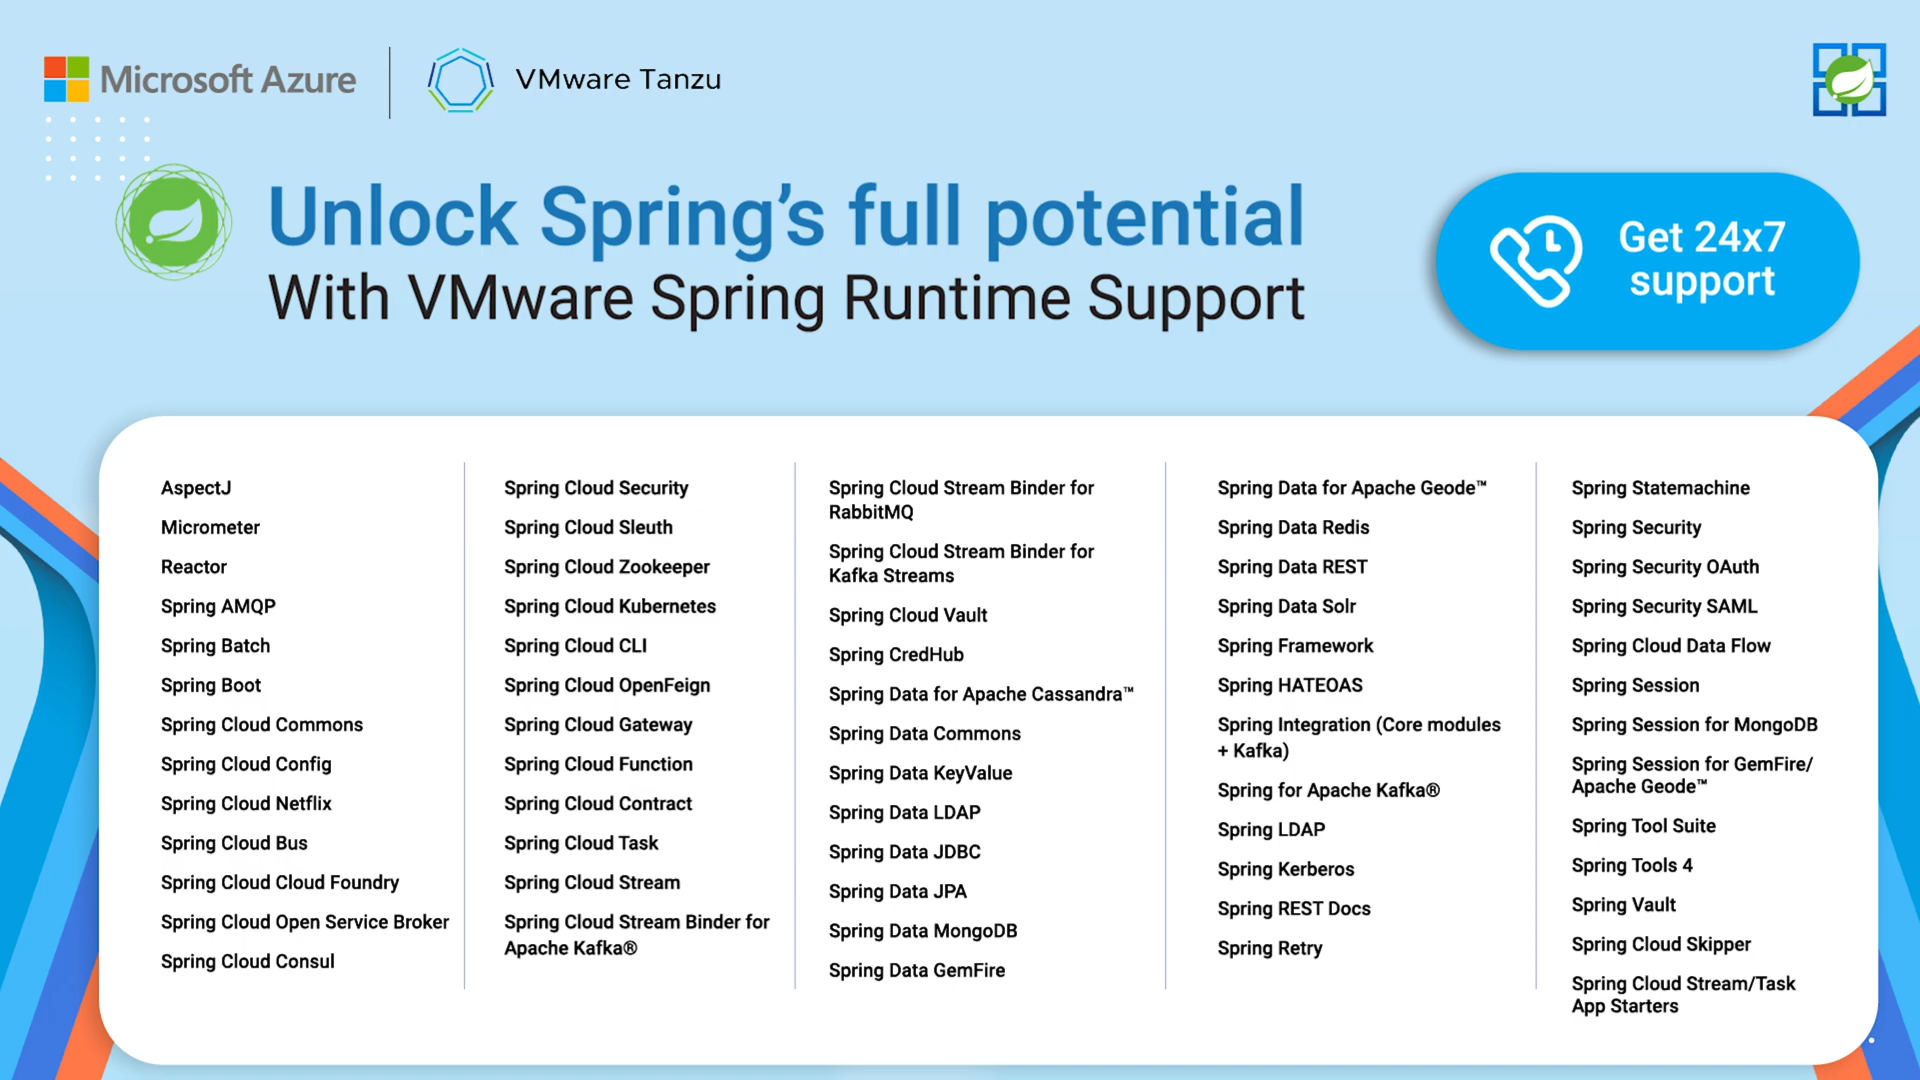 Microsoft Azure
VMware Tanzu
Unlock Spring’s full potential
With VMware Spring Runtime Support
Get 24x7
support
AspectJ
Micrometer
Reactor
Spring AMQP
Spring Batch
Spring Boot
Spring Cloud Commons
Spring Cloud Config
Spring Cloud Netflix
Spring Cloud Bus
Spring Cloud Cloud Foundry
Spring Cloud Open Service Broker
Spring Cloud Consul
Spring Cloud Security
Spring Cloud Sleuth
Spring Cloud Zookeeper
Spring Cloud Kubernetes
Spring Cloud CLI
Spring Cloud OpenFeign
Spring Cloud Gateway
Spring Cloud Function
Spring Cloud Contract
Spring Cloud Task
Spring Cloud Stream
Spring Cloud Stream Binder for
Apache Kafka®
Spring Cloud Stream Binder for
RabbitMQ
Spring Cloud Stream Binder for
Kafka Streams
Spring Cloud Vault
Spring CredHub
Spring Data for Apache Cassandra™
Spring Data Commons
Spring Data KeyValue
Spring Data LDAP
Spring Data JDBC
Spring Data JPA
Spring Data MongoDB
Spring Data GemFire
Spring Data for Apache Geode™
Spring Data Redis
Spring Data REST
Spring Data Solr
Spring Framework
Spring HATEOAS
Spring Integration (Core modules
+ Kafka)
Spring for Apache Kafka®
Spring LDAP
Spring Kerberos
Spring REST Docs
Spring Retry
Spring Statemachine
Spring Security
Spring Security OAuth
Spring Security SAML
Spring Cloud Data Flow
Spring Session
Spring Session for MongoDB
Spring Session for GemFire/
Apache Geode™
Spring Tool Suite
Spring Tools 4
Spring Vault
Spring Cloud Skipper
Spring Cloud Stream/Task
App Starters